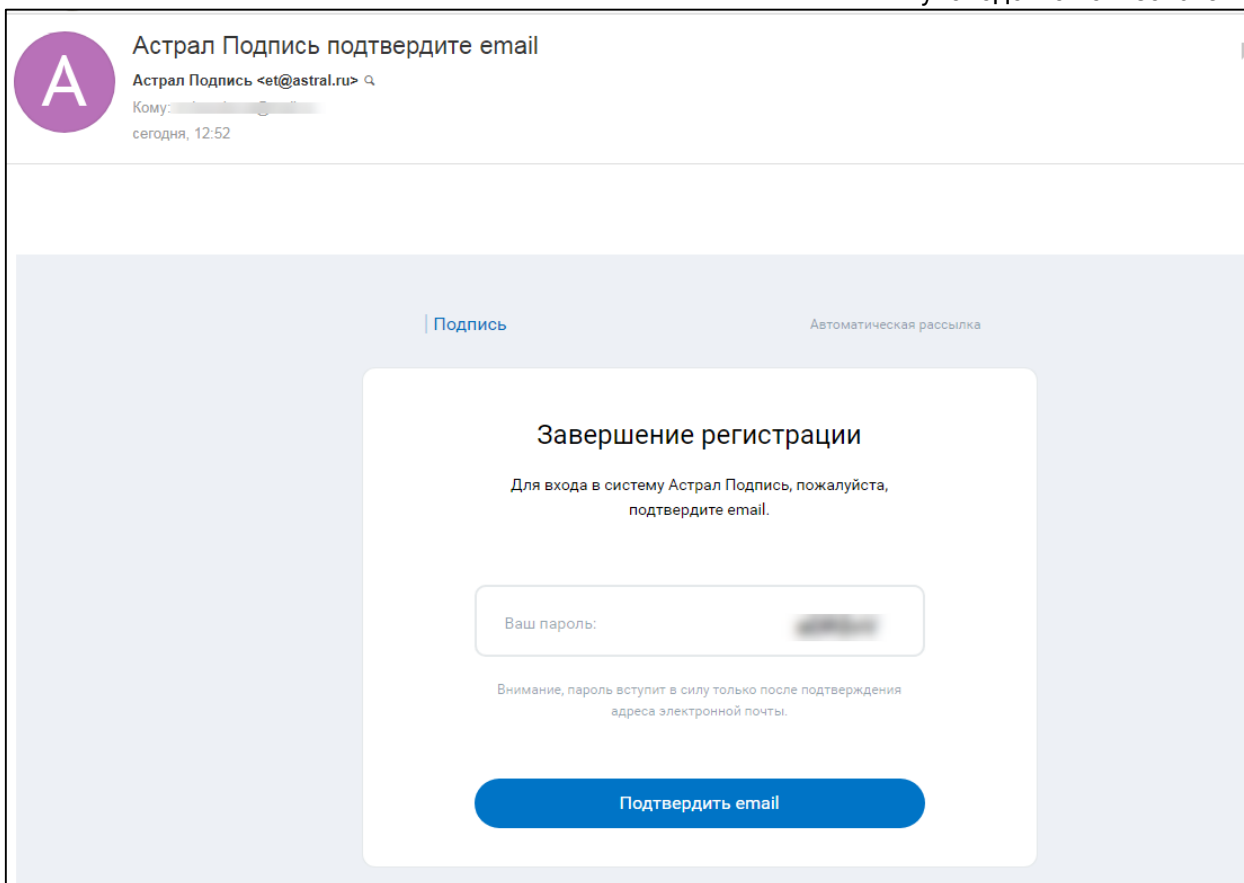 Астрал Подпись подтвердите email
A
Астрал Подпись <et@astral.ru>
Кому:
сегодня, 12:52
Подпись
Автоматическая рассылка
Завершение регистрации
Для входа в систему Астрал Подпись, пожалуйста,
подтвердите email.
Ваш пароль:
Внимание, пароль вступит в силу только после подтверждения
адреса электронной почты.
Подтвердить email